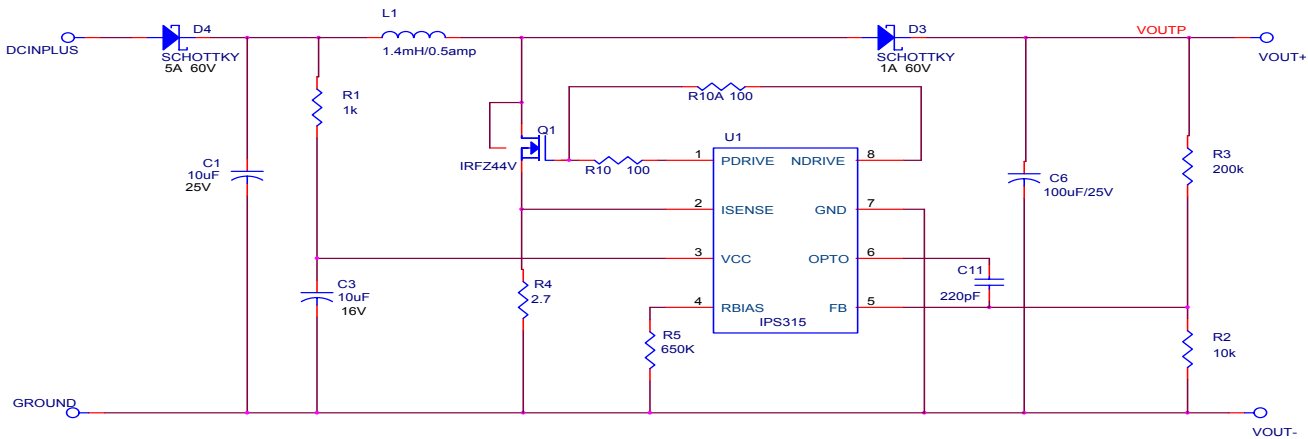 L1
D4
D3
VOUTP
DCINPLUS
SCHOTTKY
5A 60V
1.4mH/0.5amp
SCHOTTKY
1A 60V
VOUT+
R1
1k
R10A 100
Q1
U1
IRFZ44V
R10 100
1 PDRIVE NDRIVE 8
C1
10uF
25V
R3
200k
C6
100uF/25V
2 ISENSE GND 7
3 VCC OPTO 6
C11
220pF
C3
10uF
16V
R4
2.7
4 RBIAS FB 5
IPS315
R5
650K
R2
10k
GROUND
VOUT-